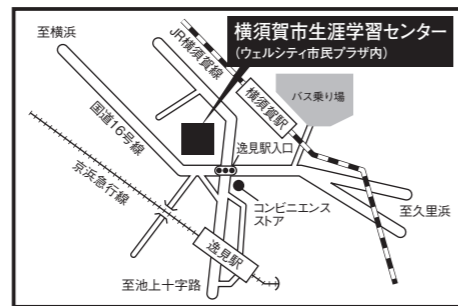 至横浜
JR横須賀線
横須賀市生涯学習センター
（ウェルシティ市民プラザ内）
国道16号線
横須賀駅
バス乗り場
逸見駅入口
京浜急行線
コンビニエンス
ストア
至久里浜
逸見駅
至池上十字路